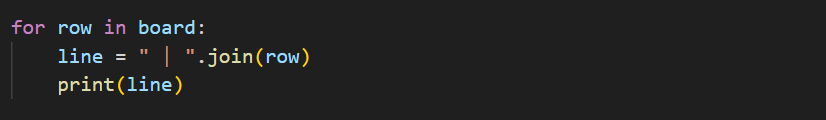 for row in board:
    line = " | ".join(row)
    print(line)